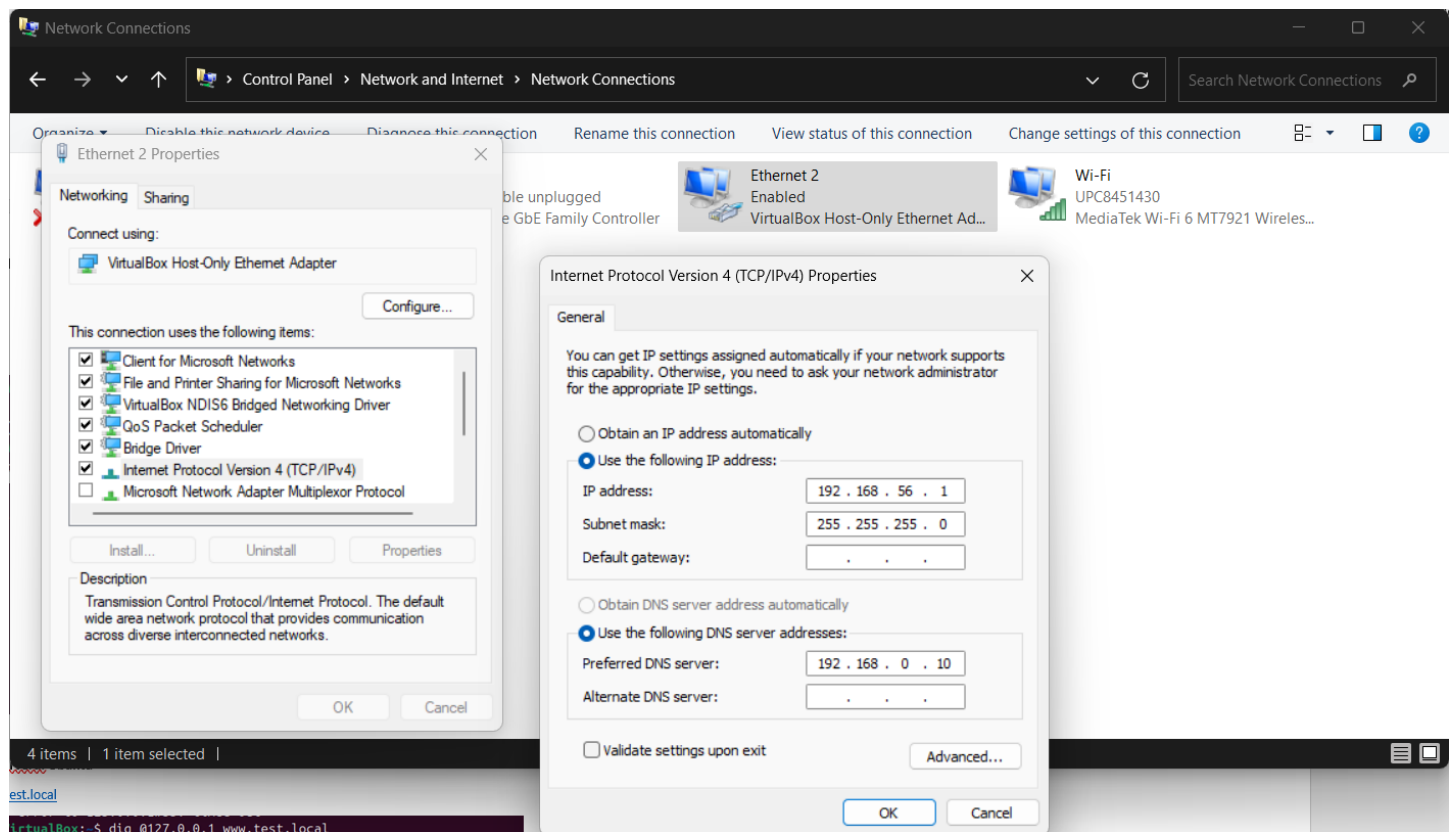 Network Connections
Control Panel > Network and Internet > Network Connections
Search Network Connections
Organize Disable this network device Diagnose this connection Rename this connection View status of this connection Change settings of this connection
Ethernet 2 Properties
Networking Sharing
Connect using:
VirtualBox Host-Only Ethernet Adapter
Configure...
This connection uses the following items:
Client for Microsoft Networks
File and Printer Sharing for Microsoft Networks
VirtualBox NDIS6 Bridged Networking Driver
QoS Packet Scheduler
Bridge Driver
Internet Protocol Version 4 (TCP/IPv4)
Microsoft Network Adapter Multiplexor Protocol
Install... Uninstall Properties
Description
Transmission Control Protocol/Internet Protocol. The default
wide area network protocol that provides communication
across diverse interconnected networks.
OK Cancel
ble unplugged
e GbE Family Controller
Ethernet 2
Enabled
VirtualBox Host-Only Ethernet Ad...
Wi-Fi
UPC8451430
MediaTek Wi-Fi 6 MT7921 Wireles...
Internet Protocol Version 4 (TCP/IPv4) Properties
General
You can get IP settings assigned automatically if your network supports
this capability. Otherwise, you need to ask your network administrator
for the appropriate IP settings.
Obtain an IP address automatically
Use the following IP address:
IP address: 192 . 168 . 56 . 1
Subnet mask: 255 . 255 . 255 . 0
Default gateway: . . .
Obtain DNS server address automatically
Use the following DNS server addresses:
Preferred DNS server: 192 . 168 . 0 . 10
Alternate DNS server: . . .
Validate settings upon exit
Advanced...
OK Cancel
4 items | 1 item selected |
est.local
irtualBox:~$ dig @127.0.0.1 www.test.local